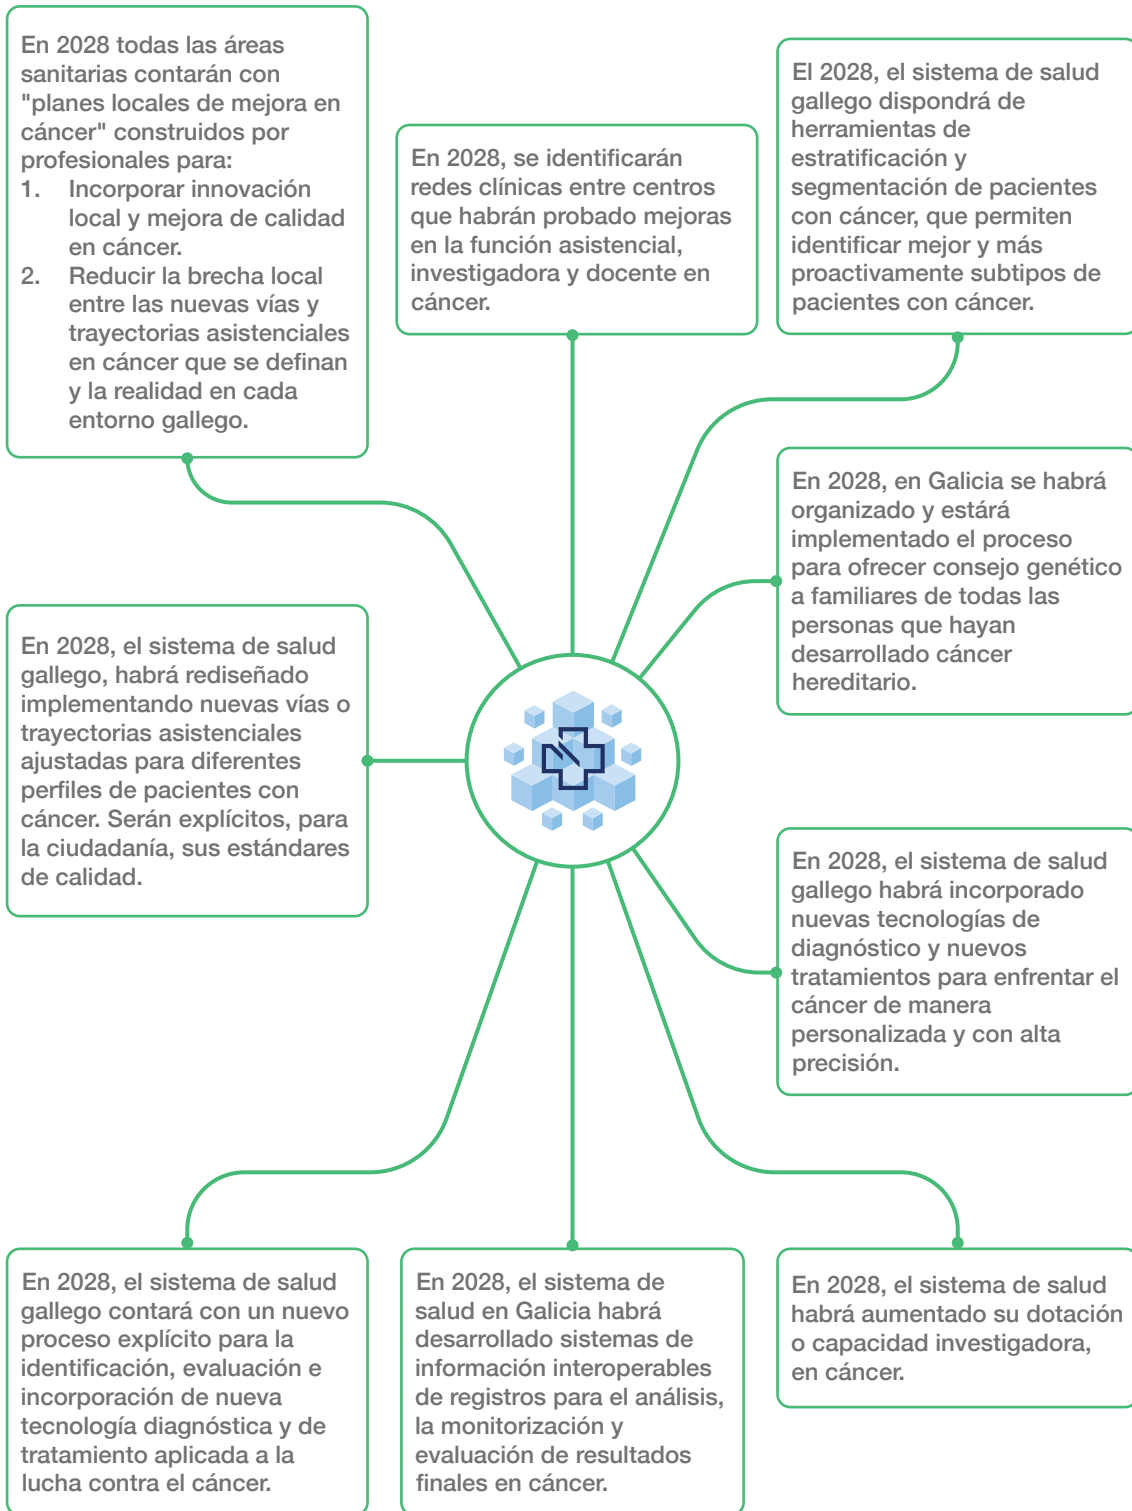 En 2028 todas las áreas
sanitarias contarán con
"planes locales de mejora en
cáncer" construidos por
profesionales para:
1. Incorporar innovación
local y mejora de calidad
en cáncer.
2. Reducir la brecha local
entre las nuevas vías y
trayectorias asistenciales
en cáncer que se definan
y la realidad en cada
entorno gallego.
En 2028, se identificarán
redes clínicas entre centros
que habrán probado mejoras
en la función asistencial,
investigadora y docente en
cáncer.
El 2028, el sistema de salud
gallego dispondrá de
herramientas de
estratificación y
segmentación de pacientes
con cáncer, que permiten
identificar mejor y más
proactivamente subtipos de
pacientes con cáncer.
En 2028, en Galicia se habrá
organizado y estárá
implementado el proceso
para ofrecer consejo genético
a familiares de todas las
personas que hayan
desarrollado cáncer
hereditario.
En 2028, el sistema de salud
gallego, habrá rediseñado
implementando nuevas vías o
trayectorias asistenciales
ajustadas para diferentes
perfiles de pacientes con
cáncer. Serán explícitos, para
la ciudadanía, sus estándares
de calidad.
En 2028, el sistema de salud
gallego habrá incorporado
nuevas tecnologías de
diagnóstico y nuevos
tratamientos para enfrentar el
cáncer de manera
personalizada y con alta
precisión.
En 2028, el sistema de salud
gallego contará con un nuevo
proceso explícito para la
identificación, evaluación e
incorporación de nueva
tecnología diagnóstica y de
tratamiento aplicada a la
lucha contra el cáncer.
En 2028, el sistema de
salud en Galicia habrá
desarrollado sistemas de
información interoperables
de registros para el análisis,
la monitorización y
evaluación de resultados
finales en cáncer.
En 2028, el sistema de salud
habrá aumentado su dotación
o capacidad investigadora,
en cáncer.